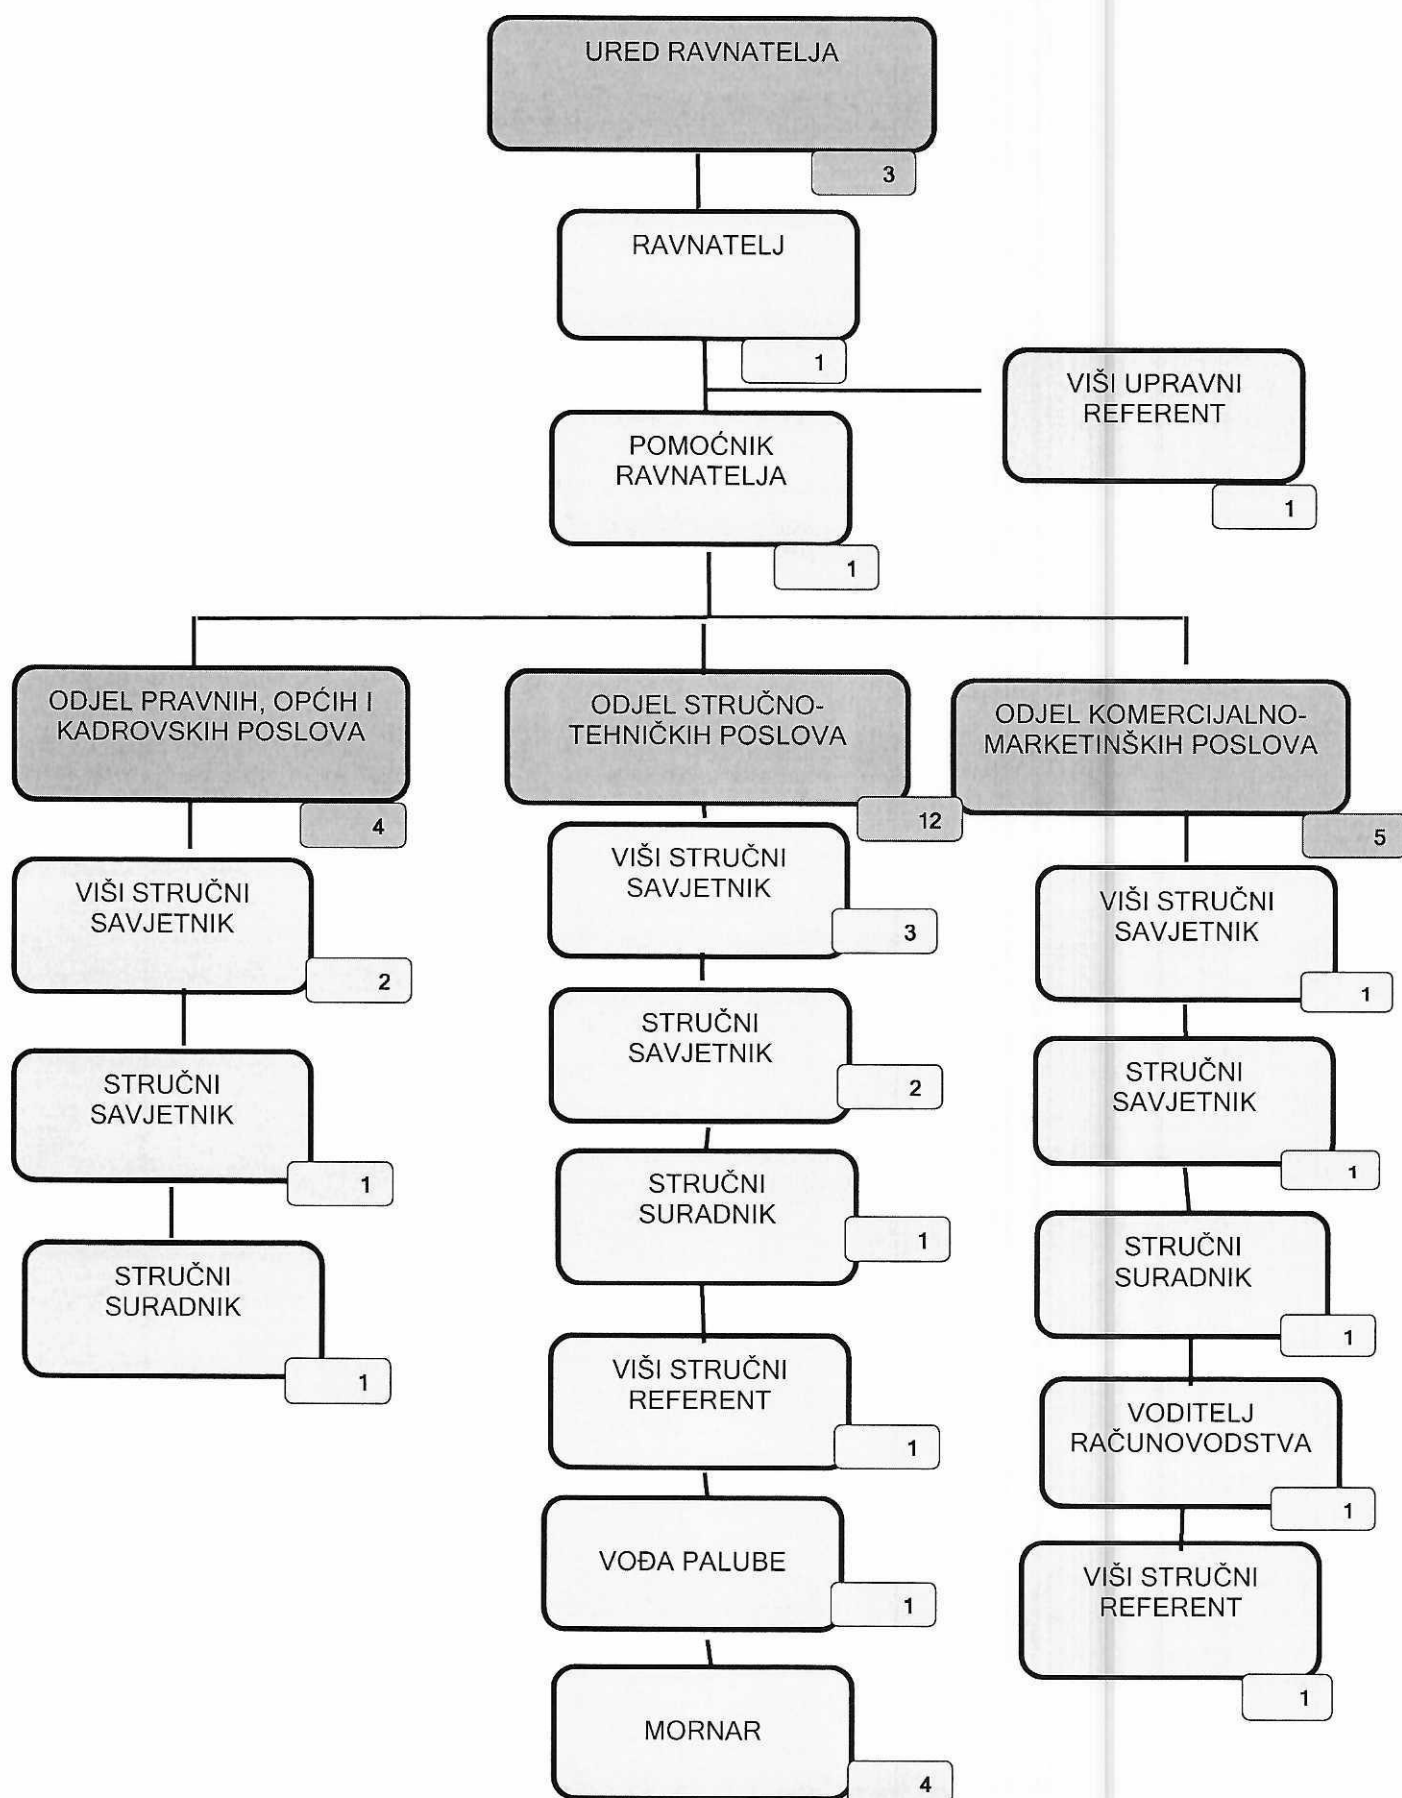 URED RAVNATELJA
3
RAVNATELJ
1
VIŠI UPRAVNI
REFERENT
1
POMOĆNIK
RAVNATELJA
1
ODJEL PRAVNIH, OPĆIH I
KADROVSKIH POSLOVA
4
VIŠI STRUČNI
SAVJETNIK
2
STRUČNI
SAVJETNIK
1
STRUČNI
SURADNIK
1
ODJEL STRUČNO-
TEHNIČKIH POSLOVA
12
VIŠI STRUČNI
SAVJETNIK
3
STRUČNI
SAVJETNIK
2
STRUČNI
SURADNIK
1
VIŠI STRUČNI
REFERENT
1
VOĐA PALUBE
1
MORNAR
4
ODJEL KOMERCIJALNO-
MARKETINŠKIH POSLOVA
5
VIŠI STRUČNI
SAVJETNIK
1
STRUČNI
SAVJETNIK
1
STRUČNI
SURADNIK
1
VODITELJ
RAČUNOVODSTVA
1
VIŠI STRUČNI
REFERENT
1